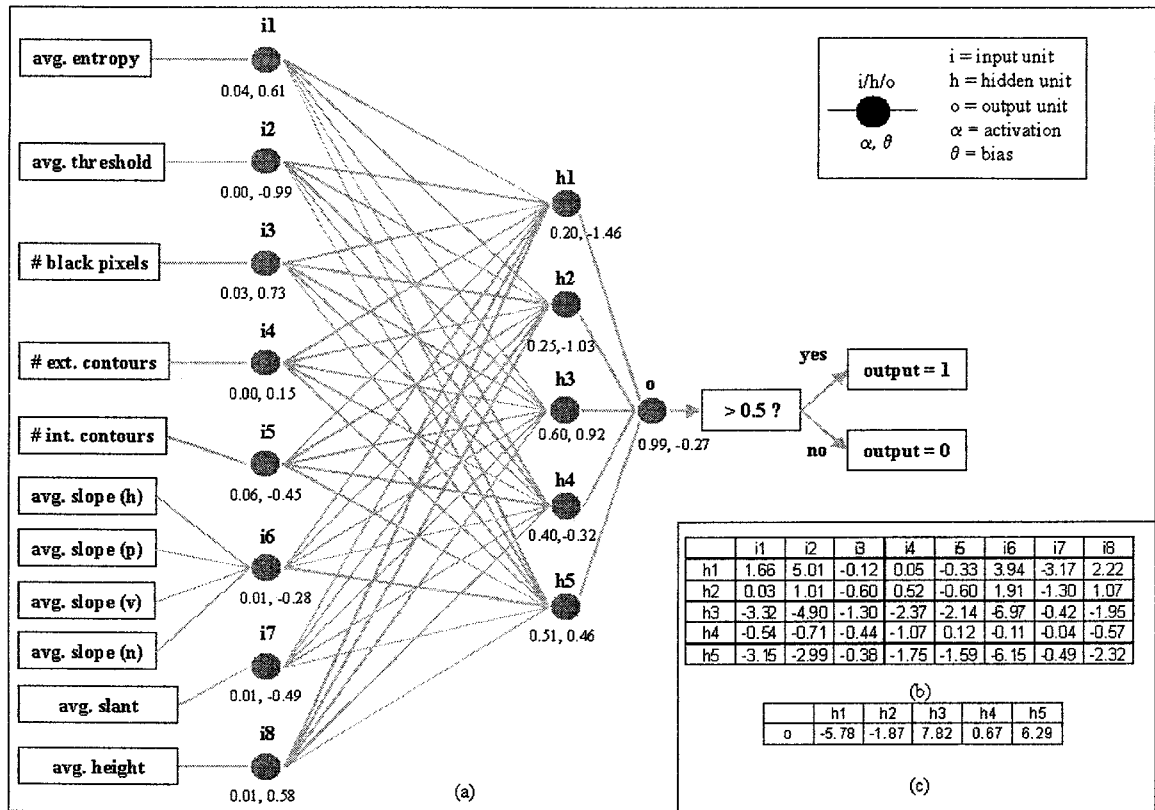 i1
avg. entropy
0.04, 0.61
i2
avg. threshold
0.00, -0.99
i3
# black pixels
0.03, 0.73
i4
# ext. contours
0.00, 0.15
# int. contours
i5
0.06, -0.45
avg. slope (h)
avg. slope (p)
avg. slope (v)
avg. slope (n)
i6
0.01, -0.28
i7
avg. slant
0.01, -0.49
i8
avg. height
0.01, 0.58
h1
0.20, -1.46
h2
0.25,-1.03
h3
0.60, 0.92
h4
0.40,-0.32
h5
0.51, 0.46
o
0.99, -0.27
> 0.5 ?
yes
output = 1
no
output = 0
i/h/o
α, θ
i = input unit
h = hidden unit
o = output unit
α = activation
θ = bias
(a)
i1 i2 i3 i4 i5 i6 i7 i8
h1 1.66 5.01 -0.12 0.05 -0.33 3.94 -3.17 2.22
h2 0.03 1.01 -0.60 0.52 -0.60 1.91 -1.30 1.07
h3 -3.32 -4.90 -1.30 -2.37 -2.14 -6.97 -0.42 -1.95
h4 -0.54 -0.71 -0.44 -1.07 0.12 -0.11 -0.04 -0.57
h5 -3.15 -2.99 -0.38 -1.75 -1.59 -6.15 -0.49 -2.32
(b)
h1 h2 h3 h4 h5
o -5.78 -1.87 7.82 0.67 6.29
(c)